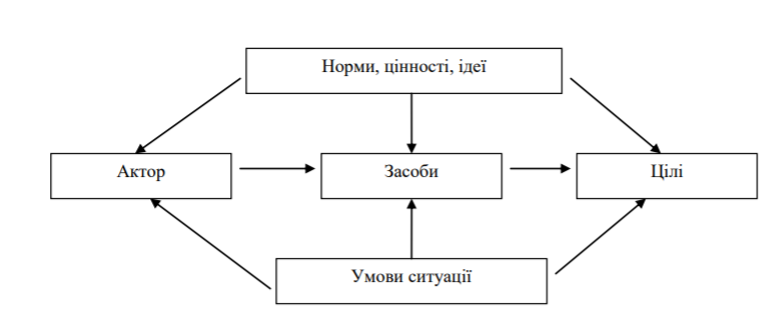 Норми, цінності, ідеї
Актор
Засоби
Цілі
Умови ситуації